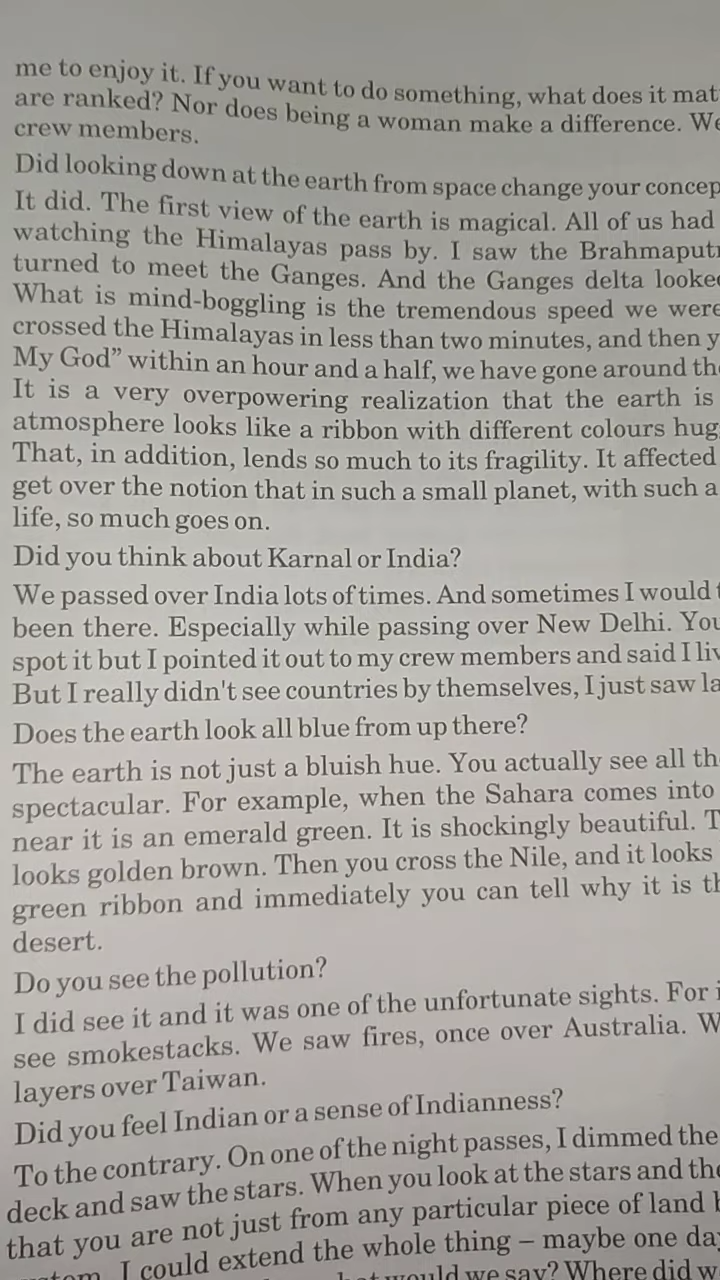 me to enjoy it. If you want to do something, what does it mat
are ranked? Nor does being a woman make a difference. We
crew members.
Did looking down at the earth from space change your concep
It did. The first view of the earth is magical. All of us had
watching the Himalayas pass by. I saw the Brahmaput
turned to meet the Ganges. And the Ganges delta looke
What is mind-boggling is the tremendous speed we were
crossed the Himalayas in less than two minutes, and then y
My God” within an hour and a half, we have gone around th
It is a very overpowering realization that the earth is
atmosphere looks like a ribbon with different colours hug
That, in addition, lends so much to its fragility. It affected
get over the notion that in such a small planet, with such a
life, so much goes on.
Did you think about Karnal or India?
We passed over India lots of times. And sometimes I would t
been there. Especially while passing over New Delhi. You
spot it but I pointed it out to my crew members and said I liv
But I really didn't see countries by themselves, I just saw la
Does the earth look all blue from up there?
The earth is not just a bluish hue. You actually see all th
spectacular. For example, when the Sahara comes into
near it is an emerald green. It is shockingly beautiful. T
looks golden brown. Then you cross the Nile, and it looks
green ribbon and immediately you can tell why it is th
desert.
Do you see the pollution?
I did see it and it was one of the unfortunate sights. For i
see smokestacks. We saw fires, once over Australia. W
layers over Taiwan.
Did you feel Indian or a sense of Indianness?
To the contrary. On one of the night passes, I dimmed the
deck and saw the stars. When you look at the stars and the
that you are not just from any particular piece of land b
I could extend the whole thing – maybe one da
would we say? Where did w